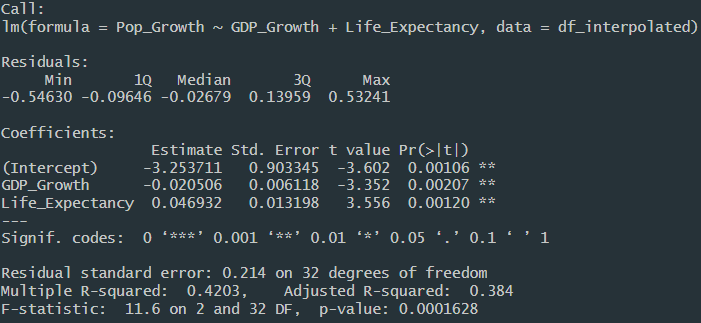 Call:
lm(formula = Pop_Growth ~ GDP_Growth + Life_Expectancy, data = df_interpolated)
Residuals:
Min 1Q Median 3Q Max
-0.54630 -0.09646 -0.02679 0.13959 0.53241
Coefficients:
Estimate Std. Error t value Pr(>|t|)
(Intercept) -3.253711 0.903345 -3.602 0.00106 **
GDP_Growth -0.020506 0.006118 -3.352 0.00207 **
Life_Expectancy 0.046932 0.013198 3.556 0.00120 **
---
Signif. codes: 0 ‘***’ 0.001 ‘**’ 0.01 ‘*’ 0.05 ‘.’ 0.1 ‘ ’ 1
Residual standard error: 0.214 on 32 degrees of freedom
Multiple R-squared: 0.4203, Adjusted R-squared: 0.384
F-statistic: 11.6 on 2 and 32 DF, p-value: 0.0001628